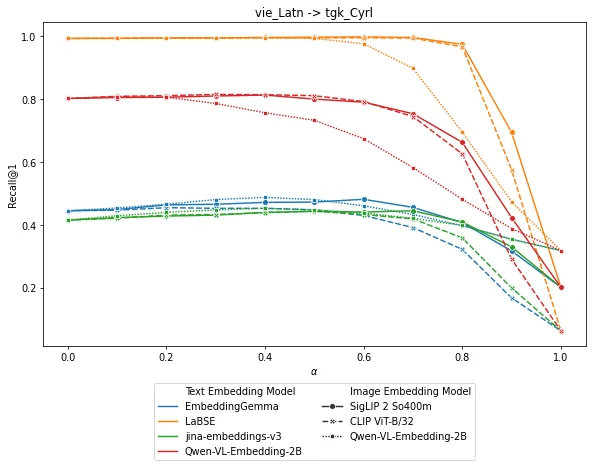 vie_Latn -> tgk_Cyrl
1.0
0.8
0.6
0.4
0.2
Recall@1
0.0 0.2 0.4 0.6 0.8 1.0
α
Text Embedding Model Image Embedding Model
EmbeddingGemma SigLIP 2 So400m
LaBSE CLIP ViT-B/32
jina-embeddings-v3 Qwen-VL-Embedding-2B
Qwen-VL-Embedding-2B